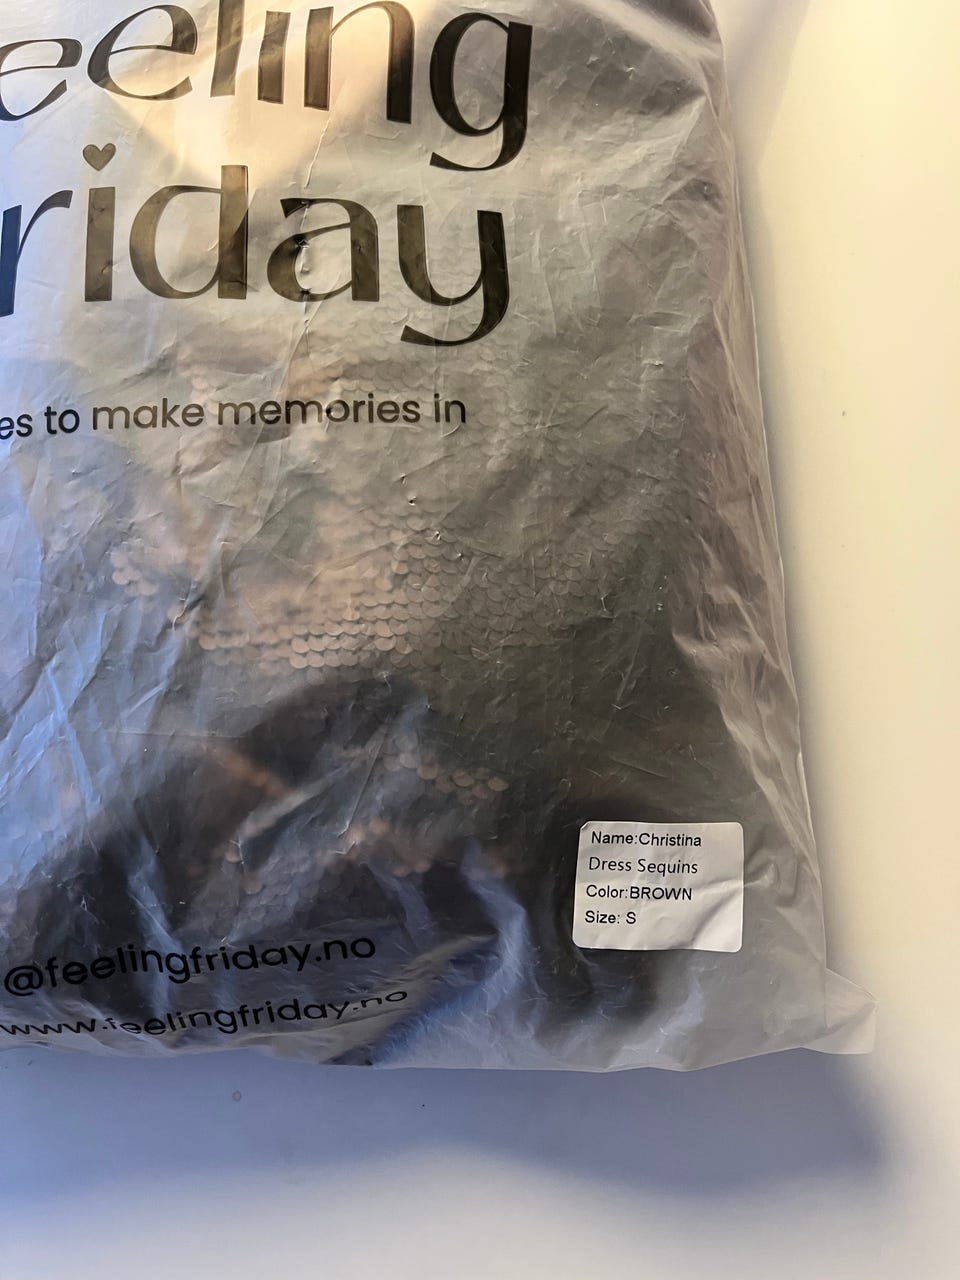 eeling
riday
es to make memories in
Name:Christina
Dress Sequins
Color:BROWN
Size: S
@feelingfriday.no
www.feelingfriday.no